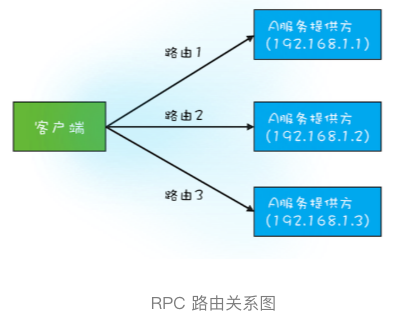 A服务提供方
(192.168.1.1)
路由1
客户端
路由2
A服务提供方
(192.168.1.2)
路由3
A服务提供方
(192.168.1.3)
RPC 路由关系图